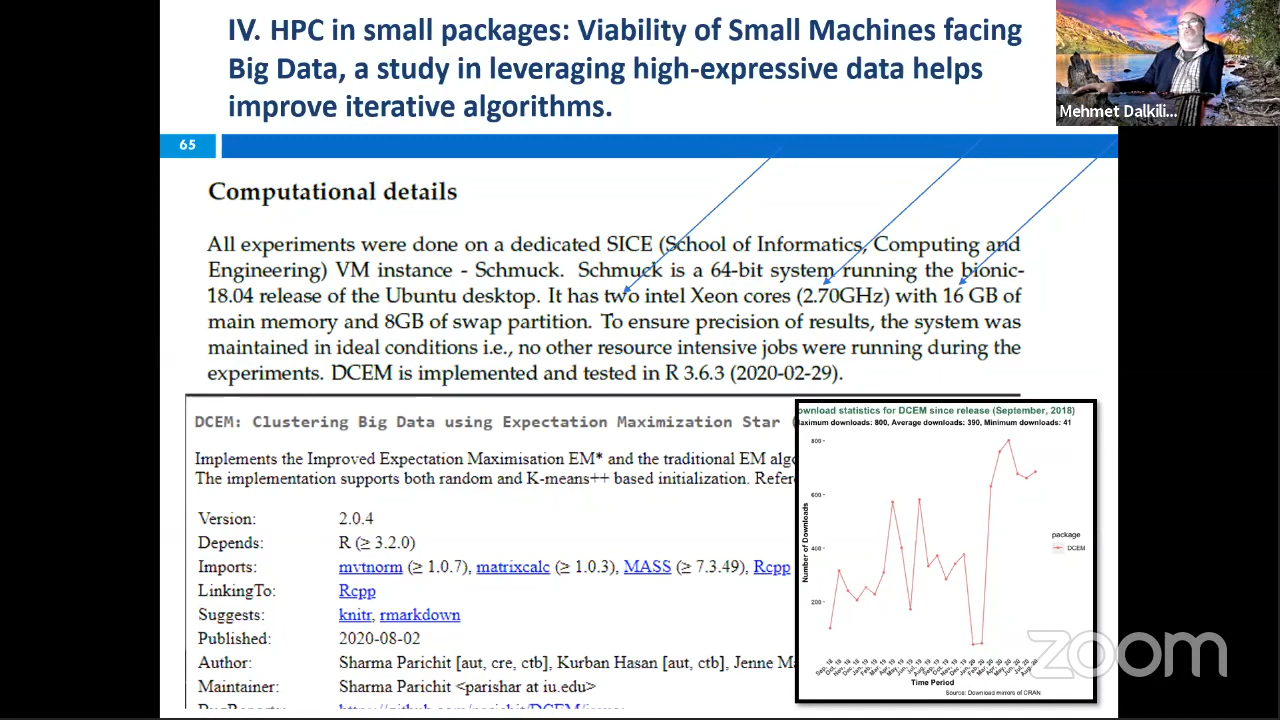 IV. HPC in small packages: Viability of Small Machines facing
Big Data, a study in leveraging high-expressive data helps
improve iterative algorithms.
Mehmet Dalkili...
65
Computational details
All experiments were done on a dedicated SICE (School of Informatics, Computing and
Engineering) VM instance - Schmuck. Schmuck is a 64-bit system running the bionic-
18.04 release of the Ubuntu desktop. It has two intel Xeon cores (2.70GHz) with 16 GB of
main memory and 8GB of swap partition. To ensure precision of results, the system was
maintained in ideal conditions i.e., no other resource intensive jobs were running during the
experiments. DCEM is implemented and tested in R 3.6.3 (2020-02-29).
DCEM: Clustering Big Data using Expectation Maximization Star (
Implements the Improved Expectation Maximisation EM* and the traditional EM algo
The implementation supports both random and K-means++ based initialization. Refere
Version: 2.0.4
Depends: R (≥ 3.2.0)
Imports: mvtnorm (≥ 1.0.7), matrixcalc (≥ 1.0.3), MASS (≥ 7.3.49), Rcpp
LinkingTo: Rcpp
Suggests: knitr, rmarkdown
Published: 2020-08-02
Author: Sharma Parichit [aut, cre, ctb], Kurban Hasan [aut, ctb], Jenne Ma
Maintainer: Sharma Parichit <parishar at iu.edu>
ownload statistics for DCEM since release (September, 2018)
aximum downloads: 800, Average downloads: 390, Minimum downloads: 41
800
600
400
200
Number of Downloads
package
DCEM
Time Period
Source: Download mirrors of CRAN
zoom